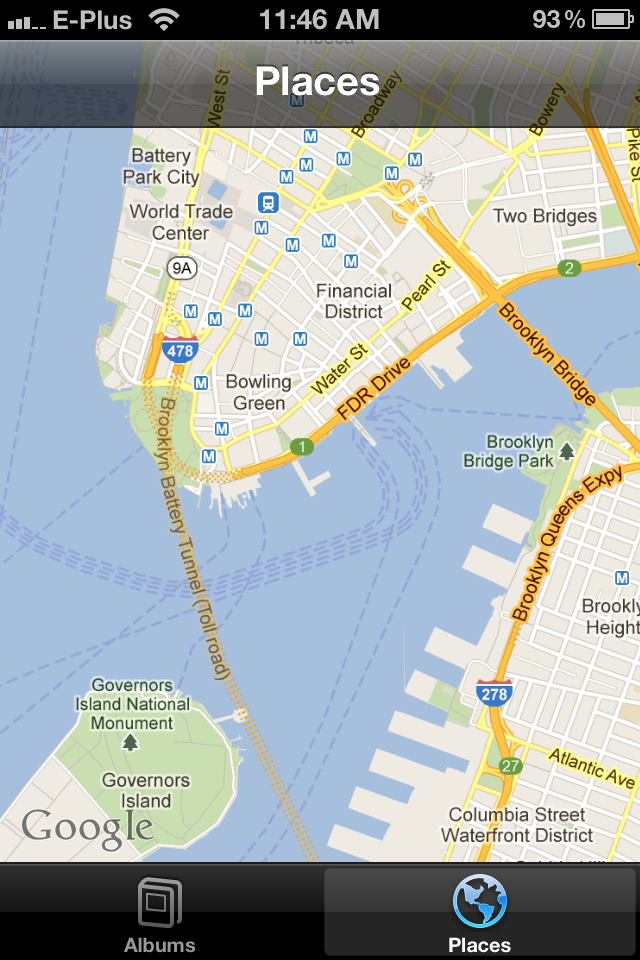 E-Plus
11:46 AM
93%
Tribeca
Places
West St
Broadway
Bowery
Pike St
M
M
M
M
M
M
M
Battery
Park City
World Trade
Center
Two Bridges
9A
M
M
M
M
2
Financial
District
Pearl St
M
M
M
M
M
478
Brooklyn Bridge
Water St
FDR Drive
Bowling
Green
M
M
M
1
Brooklyn Battery Tunnel (Toll road)
Brooklyn
Bridge Park
Brooklyn Queens Expy
M
Brookly
Height
Governors
Island National
Monument
278
27
Atlantic Ave
Governors
Island
Google
Columbia Street
Waterfront District
Albums
Places